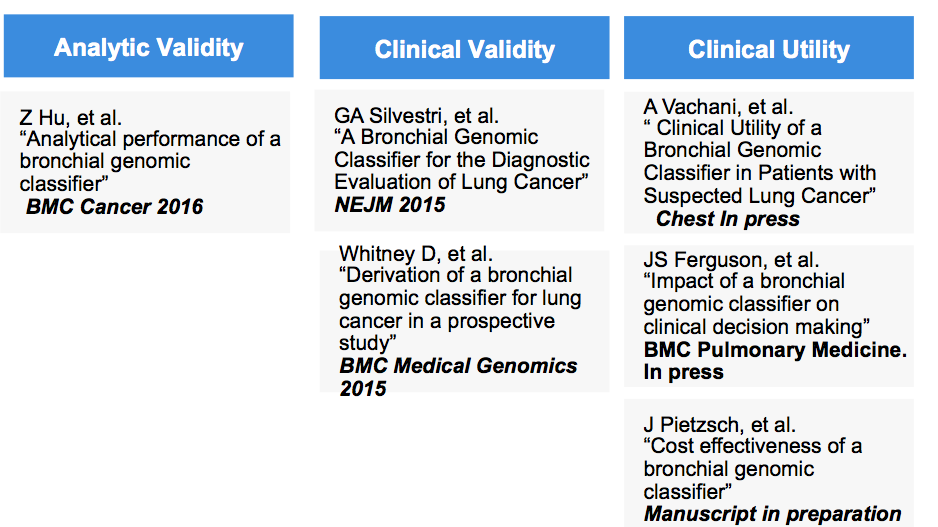 Analytic Validity
Z Hu, et al.
“Analytical performance of a
bronchial genomic
classifier”
BMC Cancer 2016
Clinical Validity
GA Silvestri, et al.
“A Bronchial Genomic
Classifier for the Diagnostic
Evaluation of Lung Cancer”
NEJM 2015
Whitney D, et al.
“Derivation of a bronchial
genomic classifier for lung
cancer in a prospective
study”
BMC Medical Genomics
2015
Clinical Utility
A Vachani, et al.
“ Clinical Utility of a
Bronchial Genomic
Classifier in Patients with
Suspected Lung Cancer”
Chest In press
JS Ferguson, et al.
“Impact of a bronchial
genomic classifier on
clinical decision making”
BMC Pulmonary Medicine.
In press
J Pietzsch, et al.
“Cost effectiveness of a
bronchial genomic
classifier”
Manuscript in preparation